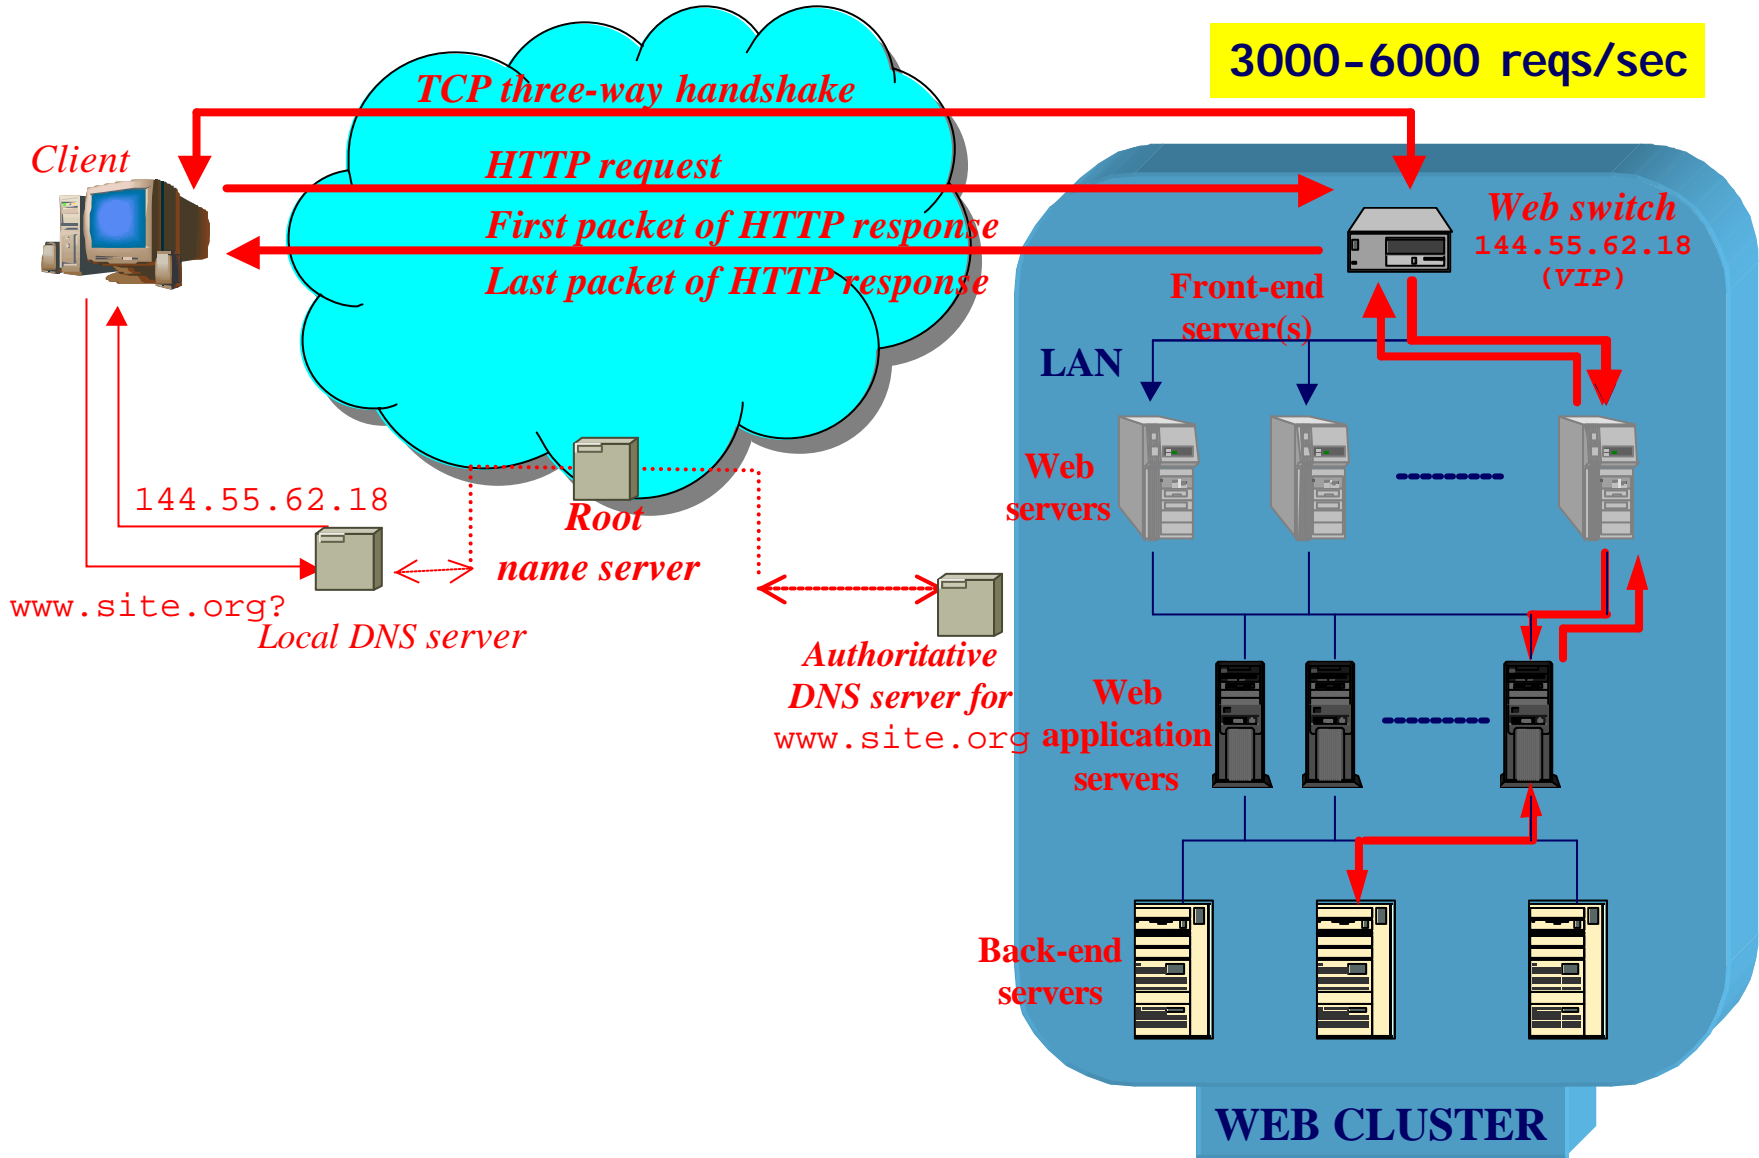 3000-6000 reqs/sec
TCP three-way handshake
Client
HTTP request
First packet of HTTP response
Last packet of HTTP response
Web switch
144.55.62.18
(VIP)
Front-end
server(s)
LAN
Web
servers
144.55.62.18
Root
name server
www.site.org?
Local DNS server
Authoritative
DNS server for
www.site.org
Web
application
servers
Back-end
servers
WEB CLUSTER